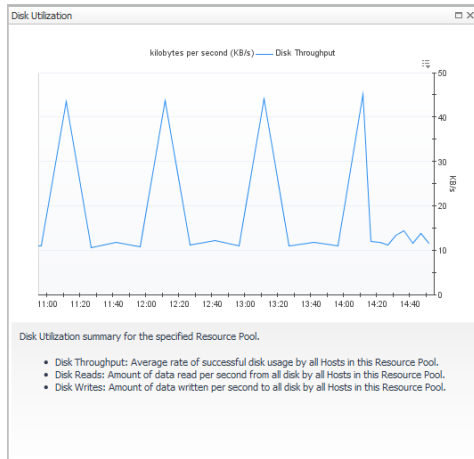 Disk Utilization
kilobytes per second (KB/s) Disk Throughput
50
40
30
20
10
0
KB/s
11:00 11:20 11:40 12:00 12:20 12:40 13:00 13:20 13:40 14:00 14:20 14:40
Disk Utilization summary for the specified Resource Pool.
• Disk Throughput: Average rate of successful disk usage by all Hosts in this Resource Pool.
• Disk Reads: Amount of data read per second from all disk by all Hosts in this Resource Pool.
• Disk Writes: Amount of data written per second to all disk by all Hosts in this Resource Pool.